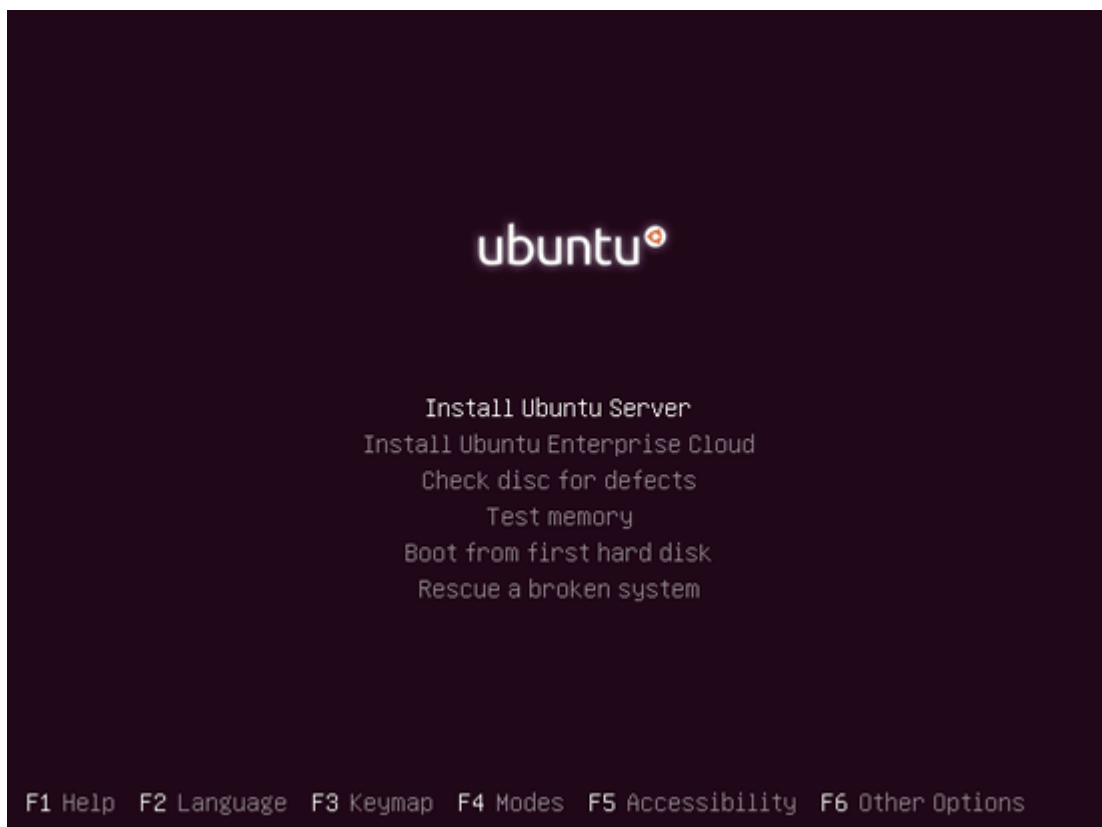 ubuntu
Install Ubuntu Server
Install Ubuntu Enterprise Cloud
Check disc for defects
Test memory
Boot from first hard disk
Rescue a broken system
F1 Help F2 Language F3 Keymap F4 Modes F5 Accessibility F6 Other Options